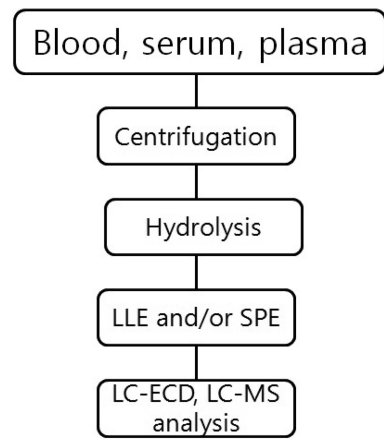 Blood, serum, plasma
Centrifugation
Hydrolysis
LLE and/or SPE
LC-ECD, LC-MS
analysis